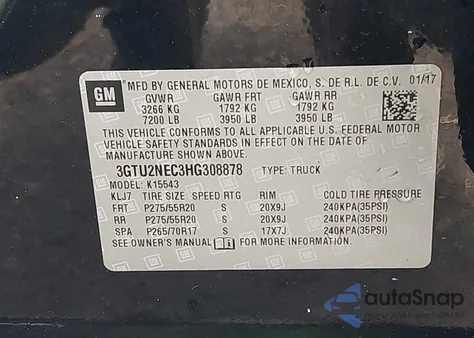 GM
MFD BY GENERAL MOTORS DE MEXICO, S. DE R.L. DE C.V. 01/17
GVWR GAWR FRT GAWR RR
3266 KG 1792 KG 1792 KG
7200 LB 3950 LB 3950 LB
THIS VEHICLE CONFORMS TO ALL APPLICABLE U.S. FEDERAL MOTOR
VEHICLE SAFETY STANDARDS IN EFFECT ON THE DATE OF
MANUFACTURE SHOWN ABOVE.
3GTU2NEC3HG308878 TYPE: TRUCK
MODEL: K15543
KLJ7 TIRE SIZE SPEED RTG RIM COLD TIRE PRESSURE
FRT P275/55R20 S 20X9J 240KPA(35PSI)
RR P275/55R20 S 20X9J 240KPA(35PSI)
SPA P265/70R17 S 17X7J 240KPA(35PSI)
SEE OWNER'S MANUAL FOR ADDITIONAL INFORMATION.
autoSnap